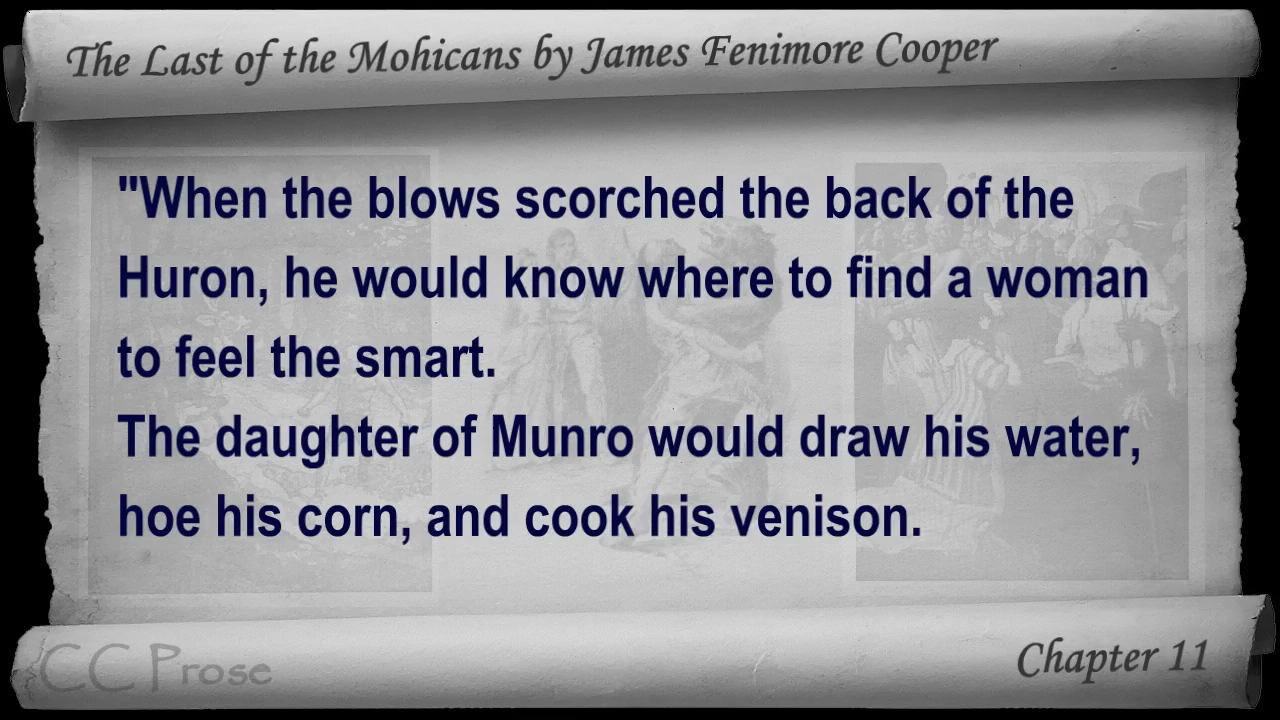 The Last of the Mohicans by James Fenimore Cooper
"When the blows scorched the back of the
Huron, he would know where to find a woman
to feel the smart.
The daughter of Munro would draw his water,
hoe his corn, and cook his venison.
CC Prose
Chapter 11